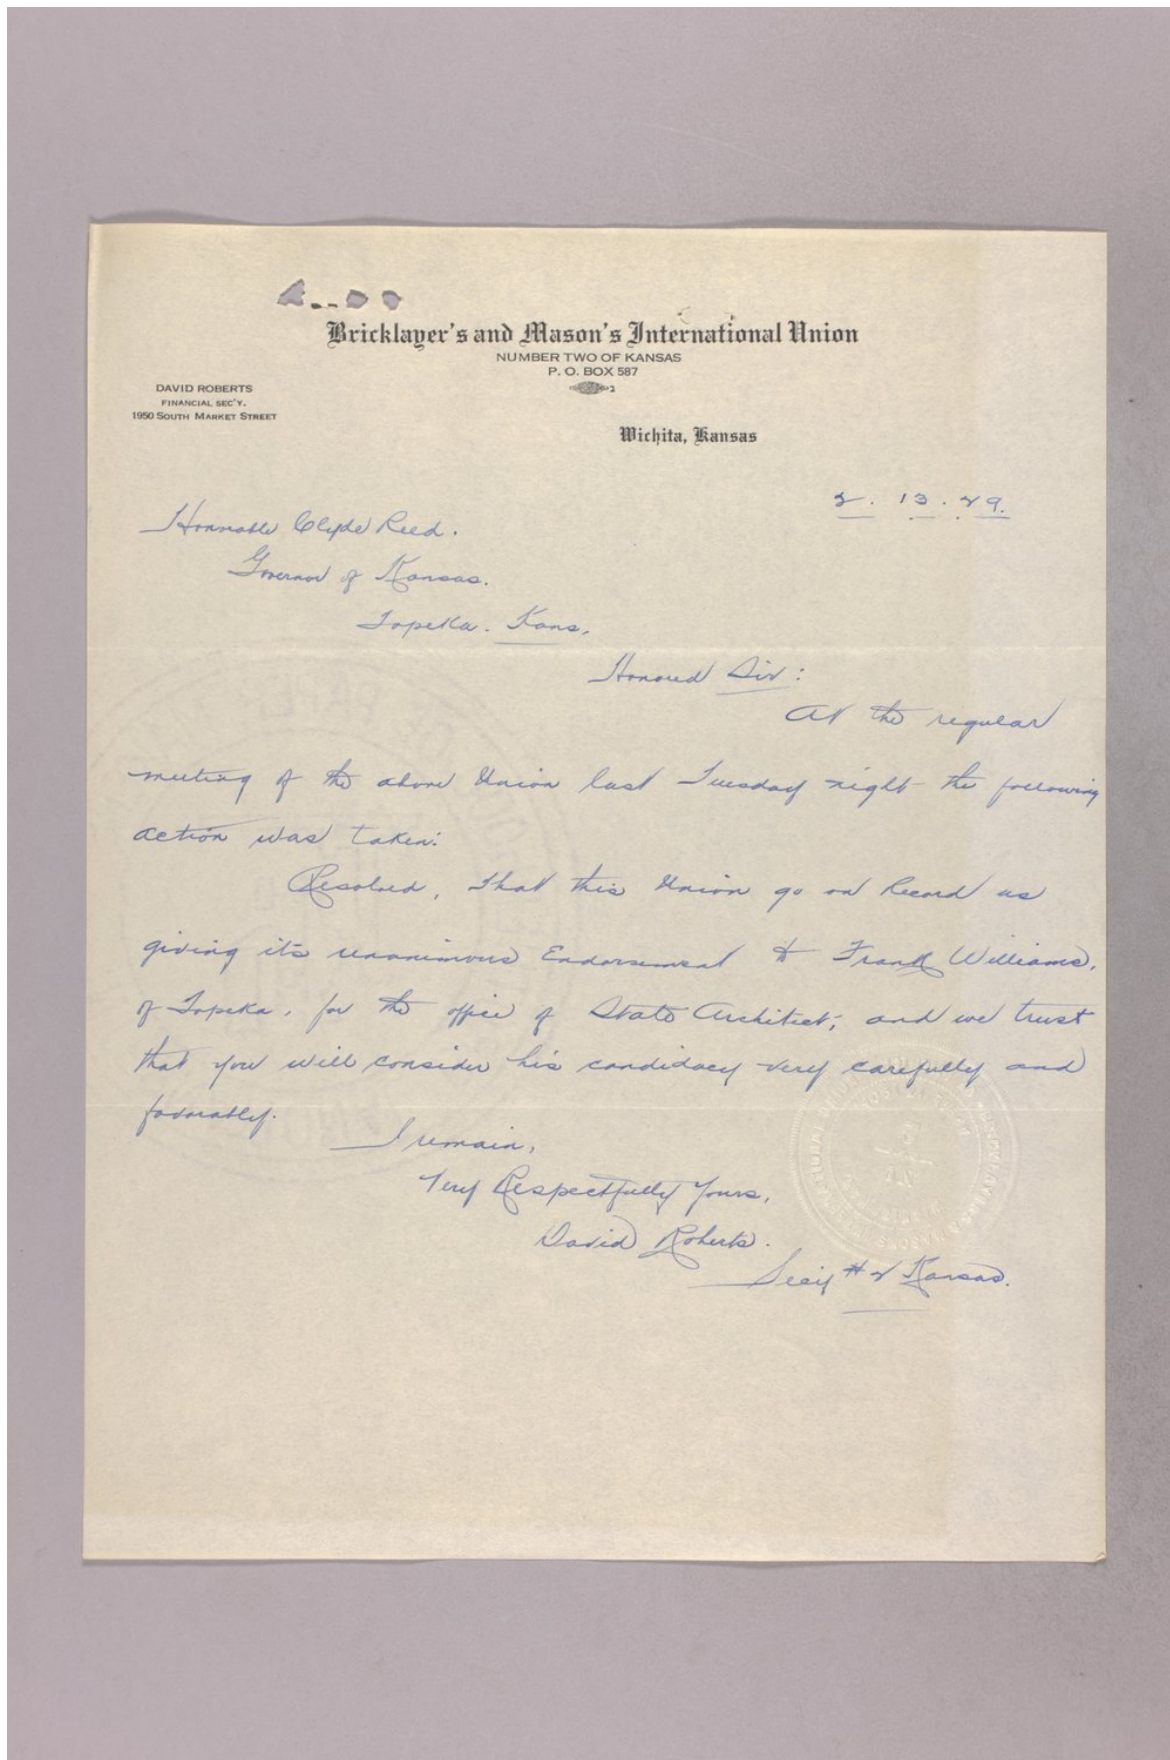 Bricklayer's and Mason's International Union
NUMBER TWO OF KANSAS
P. O. BOX 587
2
DAVID ROBERTS
FINANCIAL SEC'Y.
1950 SOUTH MARKET STREET
Wichita, Kansas
2. 13. 29.
Honorable Clyde Reed.
Governor of Kansas.
Topeka. Kans.
Honored Sir:
At the regular
meeting of the above Union last Tuesday night the following
action was taken:
Resolved, That this Union go on Record as
giving its unanimous Endorsement to Frank Williams,
of Topeka, for the office of State Architect; and we trust
that you will consider his candidacy very carefully and
favorably.
I remain,
Very Respectfully Yours,
David Roberts.
Sec'y # 2 Kansas.